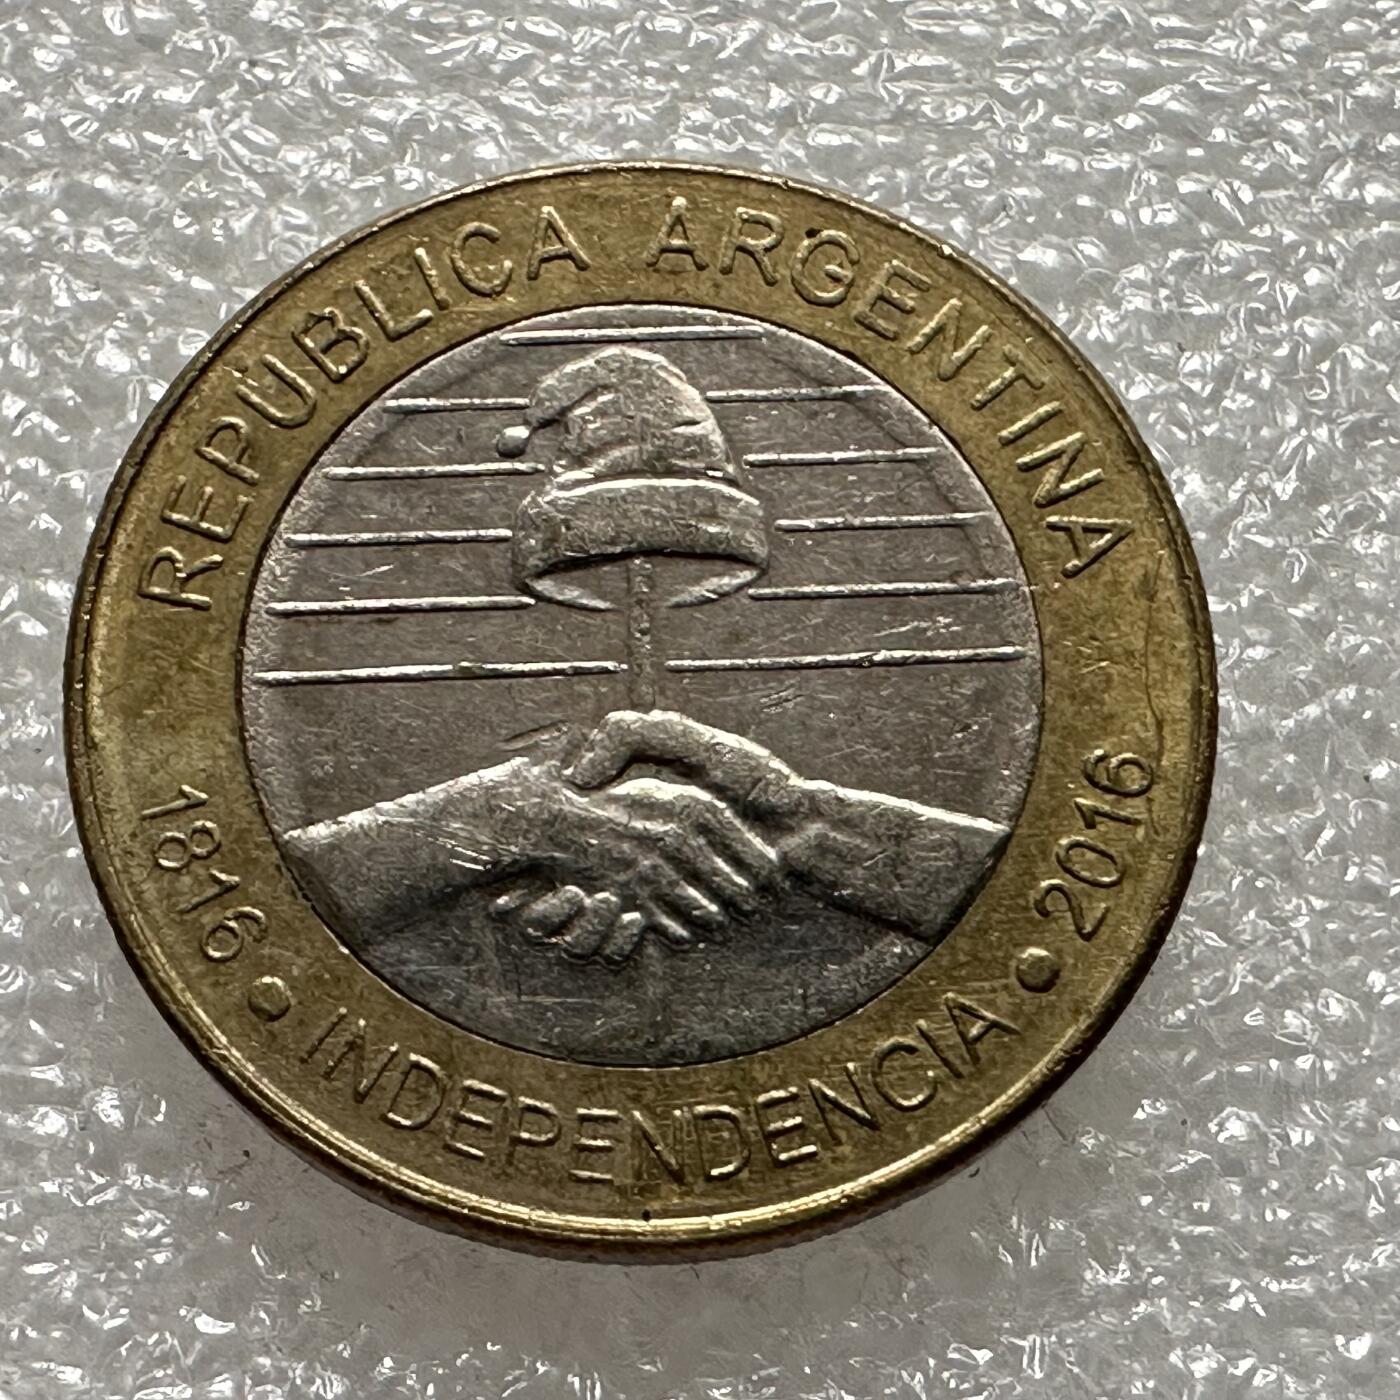 REPÚBLICA ARGENTINA
1816 • INDEPENDENCIA • 2016